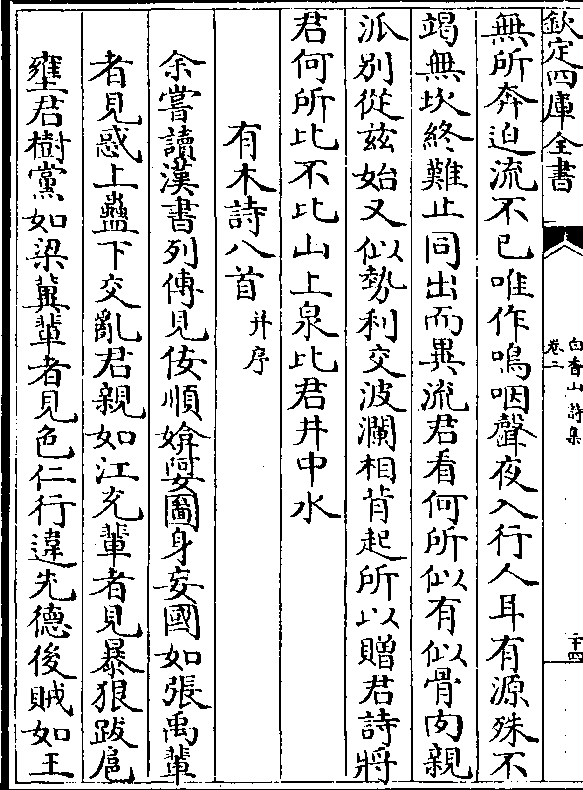 欽定四庫全書
白香山詩集
卷二
二十四
無所奔迫流不已唯作嗚咽聲夜入行人耳有源殊不
竭無坎終難止同出而異流君看何所似有似骨肉親
派別從兹始又似勢利交波瀾相背起所以贈君詩將
君何所比不比山上泉比君井中水
有木詩八首 并序
余嘗讀漢書列傳見佞順媕娿圖身妄國如張禹輩
者見惑上蠱下交亂君親如江充輩者見暴狠跋扈
壅君樹黨如梁冀輩者見色仁行違先德後賊如王